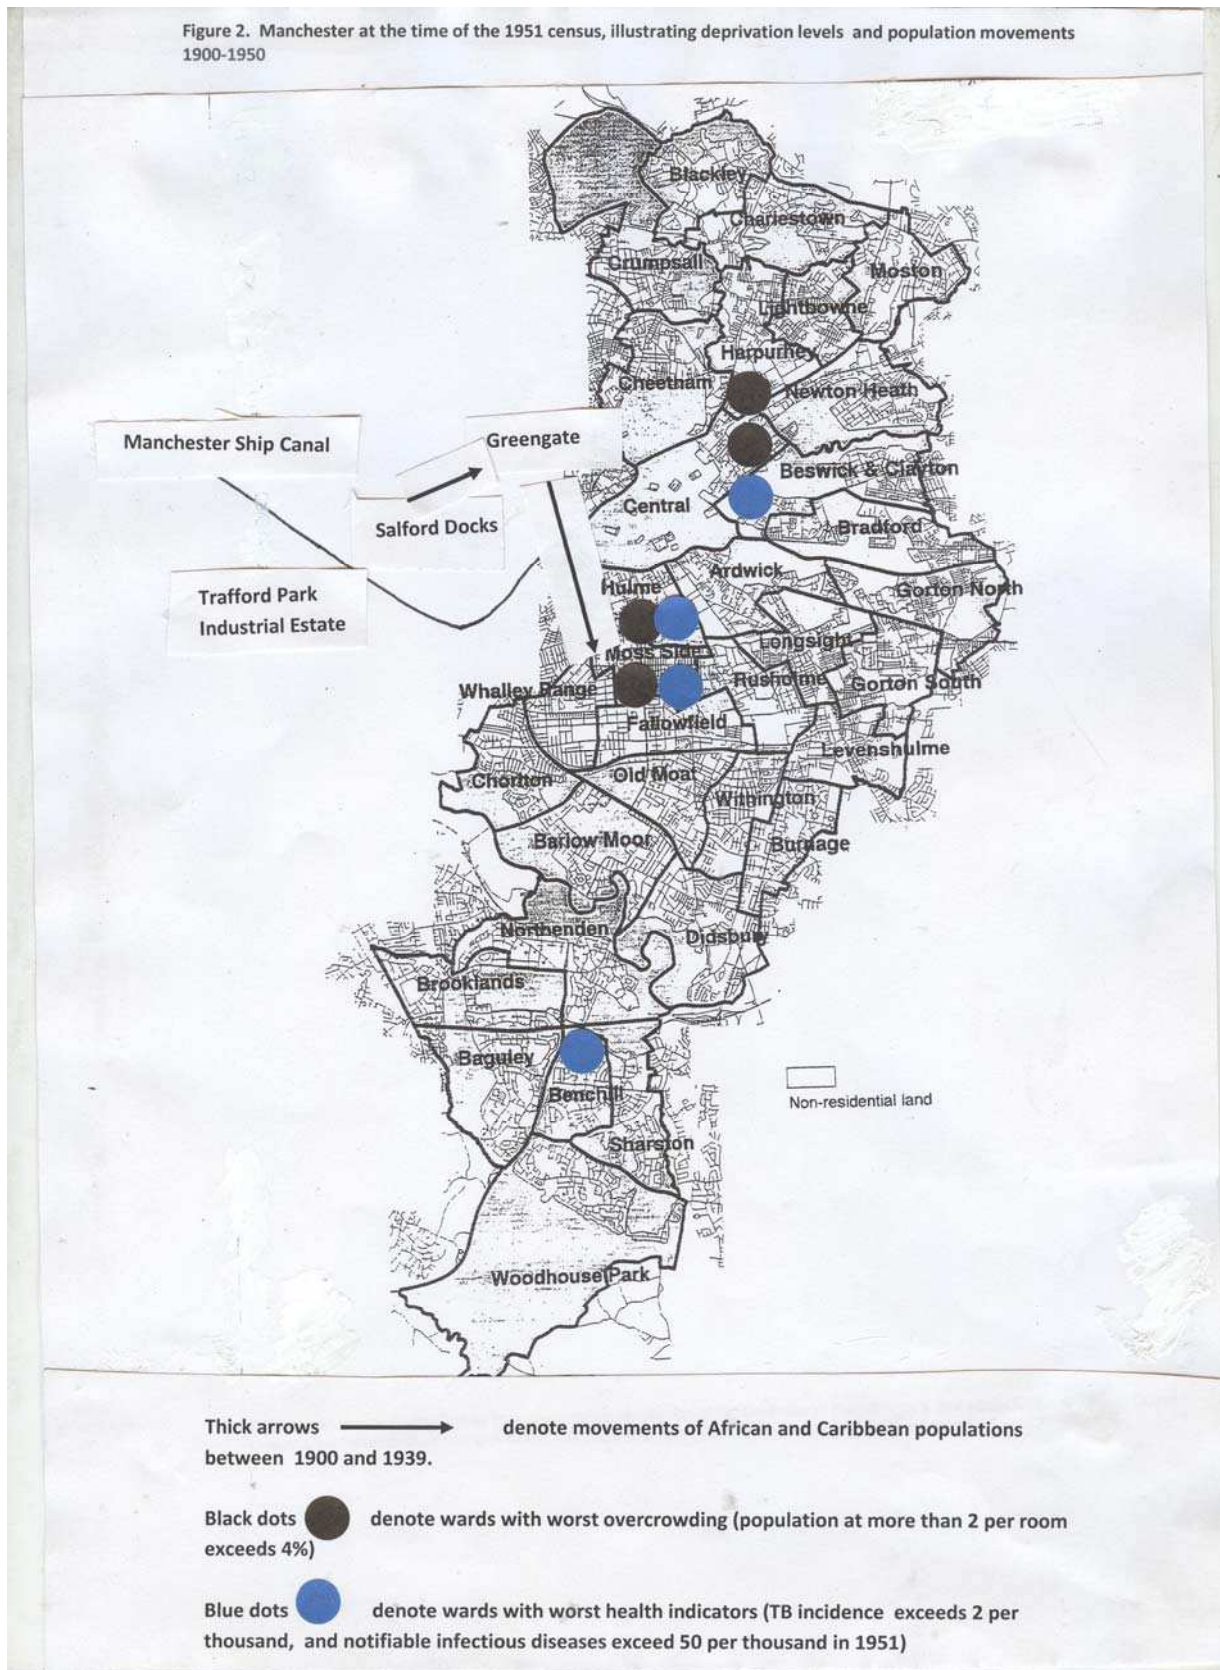 Figure 2. Manchester at the time of the 1951 census, illustrating deprivation levels and population movements
1900-1950
Blackley
Charlestown
Crumpsall
Moston
Lightbowne
Harpurhey
Cheetham
Newton Heath
Manchester Ship Canal
Greengate
Beswick & Clayton
Central
Salford Docks
Bradford
Ardwick
Hulme
Gorton North
Trafford Park
Industrial Estate
Longsight
Moss Side
Rusholme
Gorton South
Whalley Range
Fallowfield
Levenshulme
Chorlton
Old Moat
Withington
Barlow Moor
Burnage
Northenden
Didsbury
Brooklands
Baguley
Benchill
Non-residential land
Sharston
Woodhouse Park
Thick arrows denote movements of African and Caribbean populations
between 1900 and 1939.
Black dots denote wards with worst overcrowding (population at more than 2 per room
exceeds 4%)
Blue dots denote wards with worst health indicators (TB incidence exceeds 2 per
thousand, and notifiable infectious diseases exceed 50 per thousand in 1951)